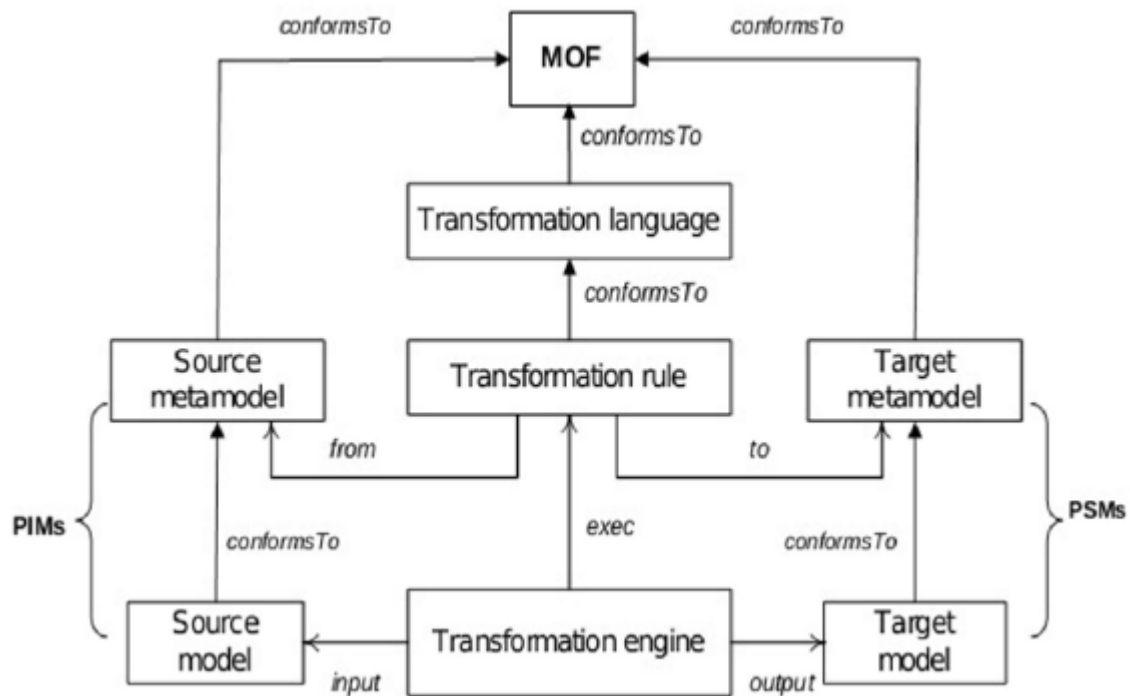 conformsTo
conformsTo
MOF
conformsTo
Transformation language
conformsTo
Source
metamodel
Transformation rule
Target
metamodel
from
to
PIMs
PSMs
conformsTo
exec
conformsTo
Source
model
Transformation engine
Target
model
input
output